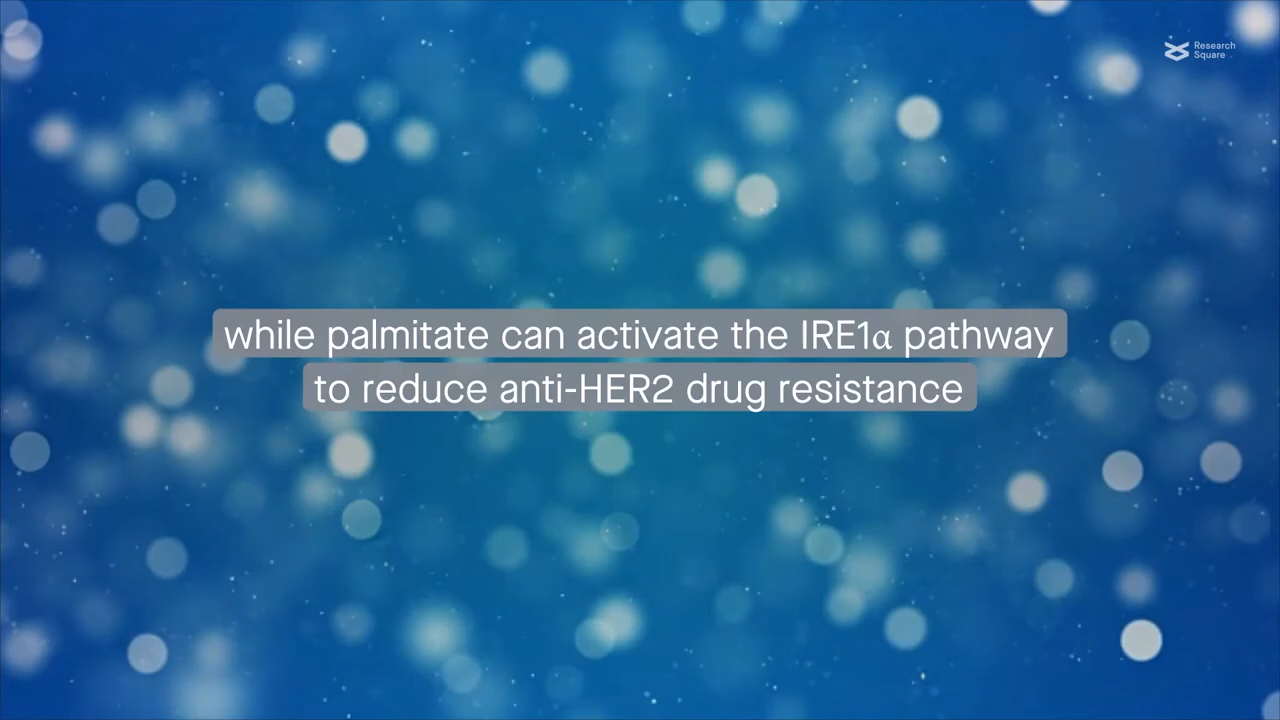 Research
Square
while palmitate can activate the IRE1α pathway
to reduce anti-HER2 drug resistance